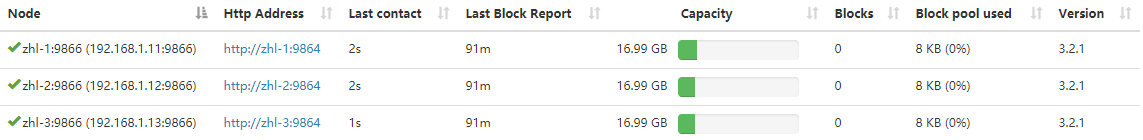 Node Http Address Last contact Last Block Report Capacity Blocks Block pool used Version
zhl-1:9866 (192.168.1.11:9866) http://zhl-1:9864 2s 91m 16.99 GB 0 8 KB (0%) 3.2.1
zhl-2:9866 (192.168.1.12:9866) http://zhl-2:9864 2s 91m 16.99 GB 0 8 KB (0%) 3.2.1
zhl-3:9866 (192.168.1.13:9866) http://zhl-3:9864 1s 91m 16.99 GB 0 8 KB (0%) 3.2.1